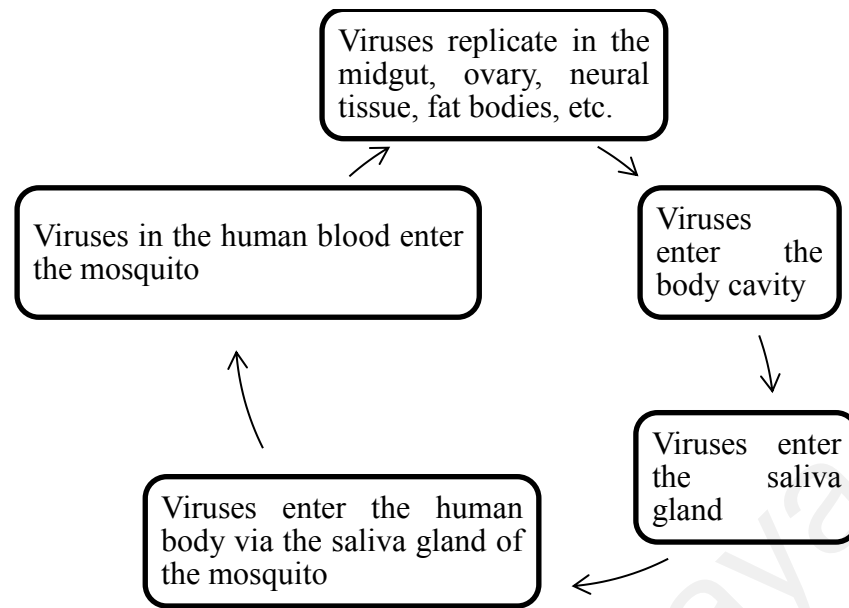 Viruses replicate in the
midgut, ovary, neural
tissue, fat bodies, etc.
Viruses
enter the
body cavity
Viruses enter
the saliva
gland
Viruses enter the human
body via the saliva gland of
the mosquito
Viruses in the human blood enter
the mosquito